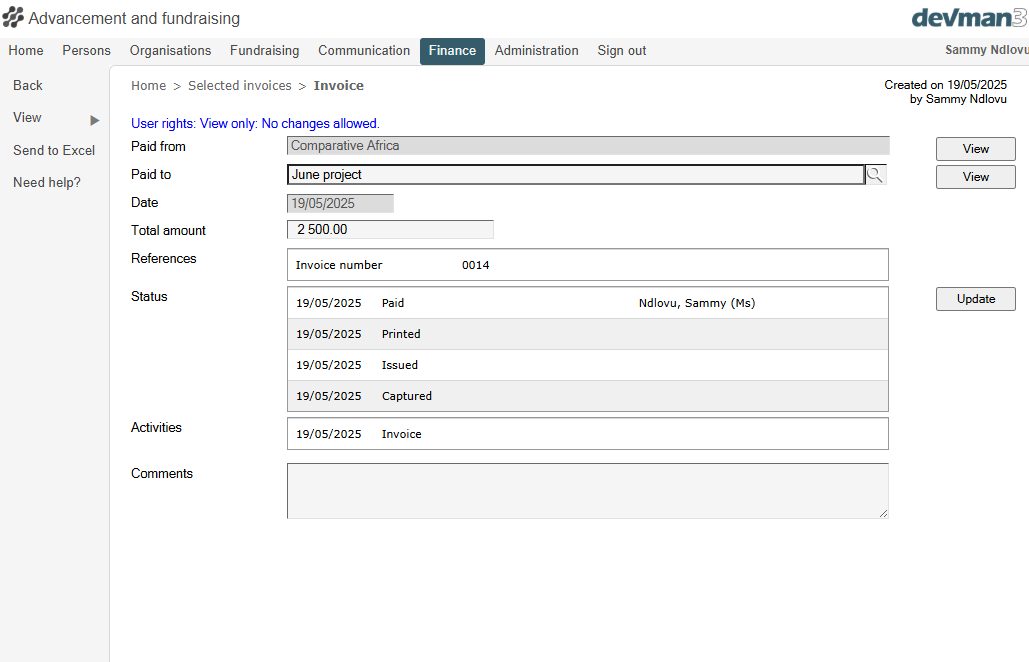 Advancement and fundraising
devman3
Home Persons Organisations Fundraising Communication Finance Administration Sign out Sammy Ndlovu
Back
View
Send to Excel
Need help?
Home > Selected invoices > Invoice
Created on 19/05/2025
by Sammy Ndlovu
User rights: View only: No changes allowed.
Paid from Comparative Africa View
Paid to June project View
Date 19/05/2025
Total amount 2 500.00
References Invoice number 0014
Status 19/05/2025 Paid Ndlovu, Sammy (Ms) Update
19/05/2025 Printed
19/05/2025 Issued
19/05/2025 Captured
Activities 19/05/2025 Invoice
Comments